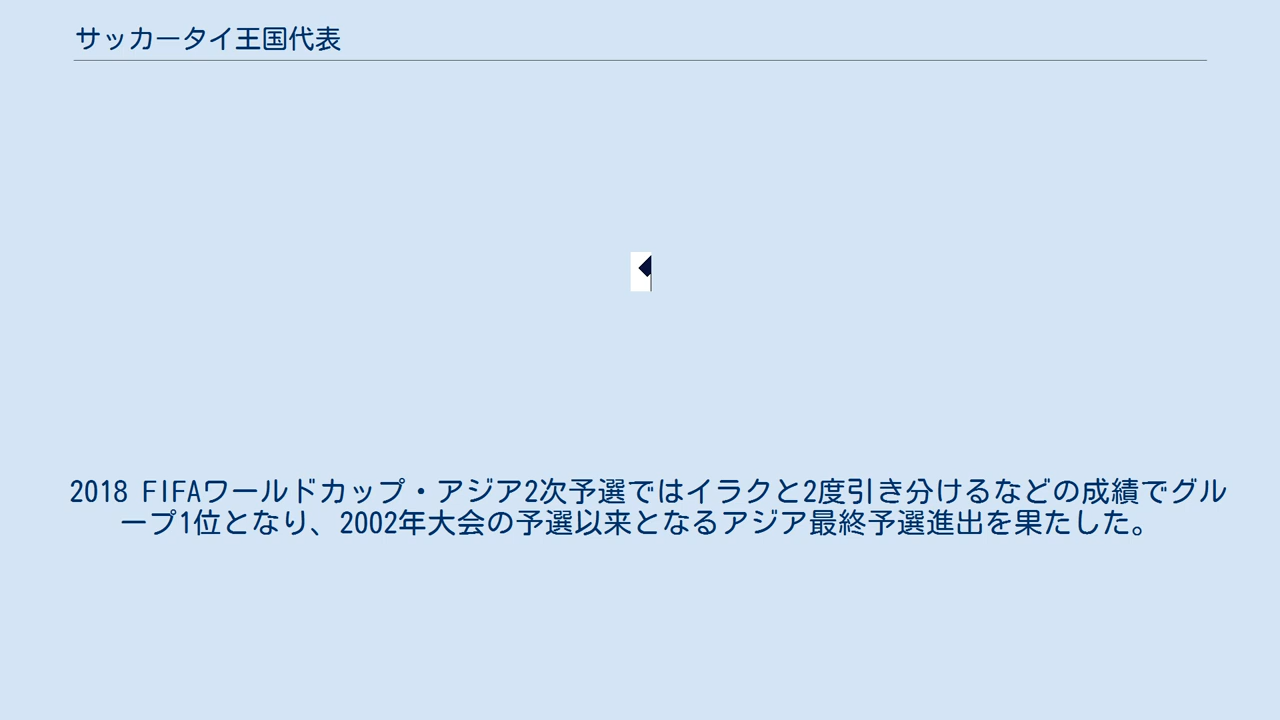 サッカータイ王国代表
2018 FIFAワールドカップ・アジア2次予選ではイラクと2度引き分けるなどの成績でグル
ープ1位となり、2002年大会の予選以来となるアジア最終予選進出を果たした。